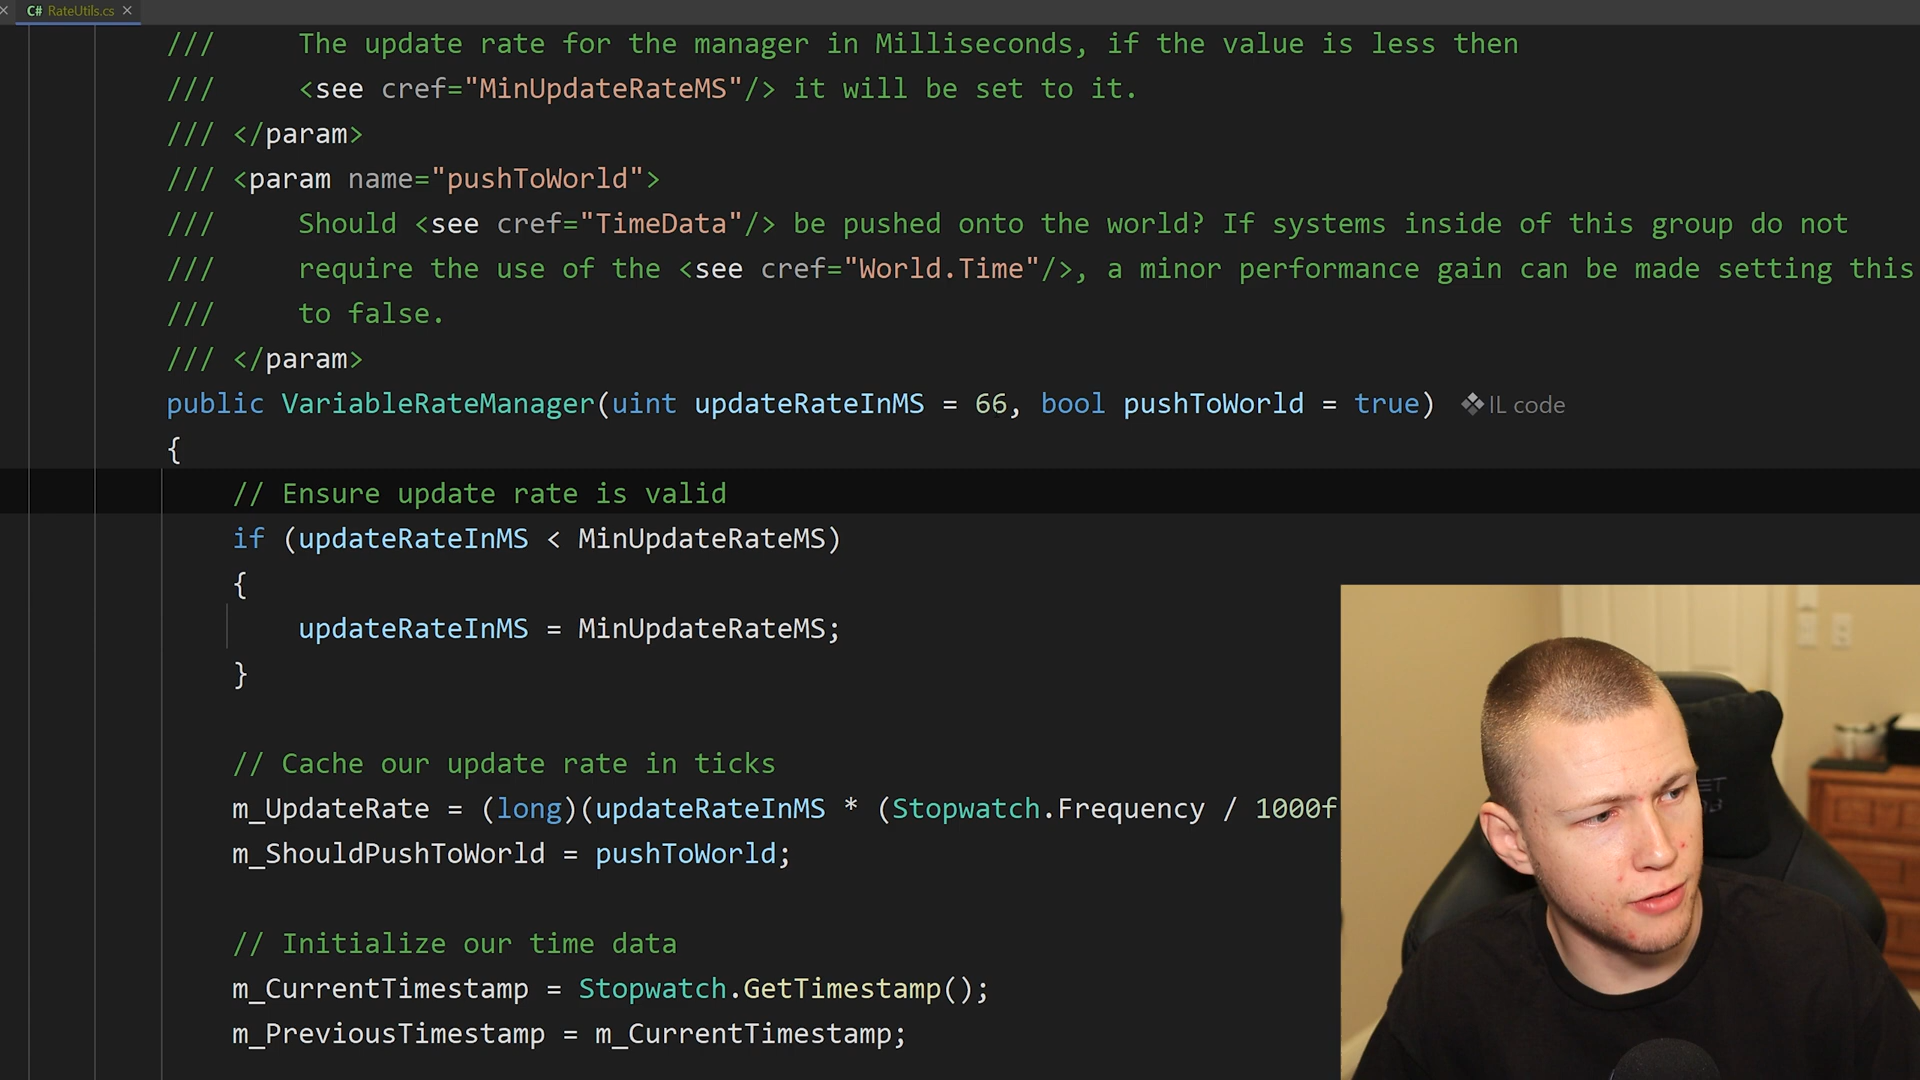 C# RateUtils.cs
/// The update rate for the manager in Milliseconds, if the value is less then
/// <see cref="MinUpdateRateMS"/> it will be set to it.
/// </param>
/// <param name="pushToWorld">
/// Should <see cref="TimeData"/> be pushed onto the world? If systems inside of this group do not
/// require the use of the <see cref="World.Time"/>, a minor performance gain can be made setting this
/// to false.
/// </param>
public VariableRateManager(uint updateRateInMS = 66, bool pushToWorld = true) IL code
{
// Ensure update rate is valid
if (updateRateInMS < MinUpdateRateMS)
{
updateRateInMS = MinUpdateRateMS;
}
// Cache our update rate in ticks
m_UpdateRate = (long)(updateRateInMS * (Stopwatch.Frequency / 1000f
m_ShouldPushToWorld = pushToWorld;
// Initialize our time data
m_CurrentTimestamp = Stopwatch.GetTimestamp();
m_PreviousTimestamp = m_CurrentTimestamp;